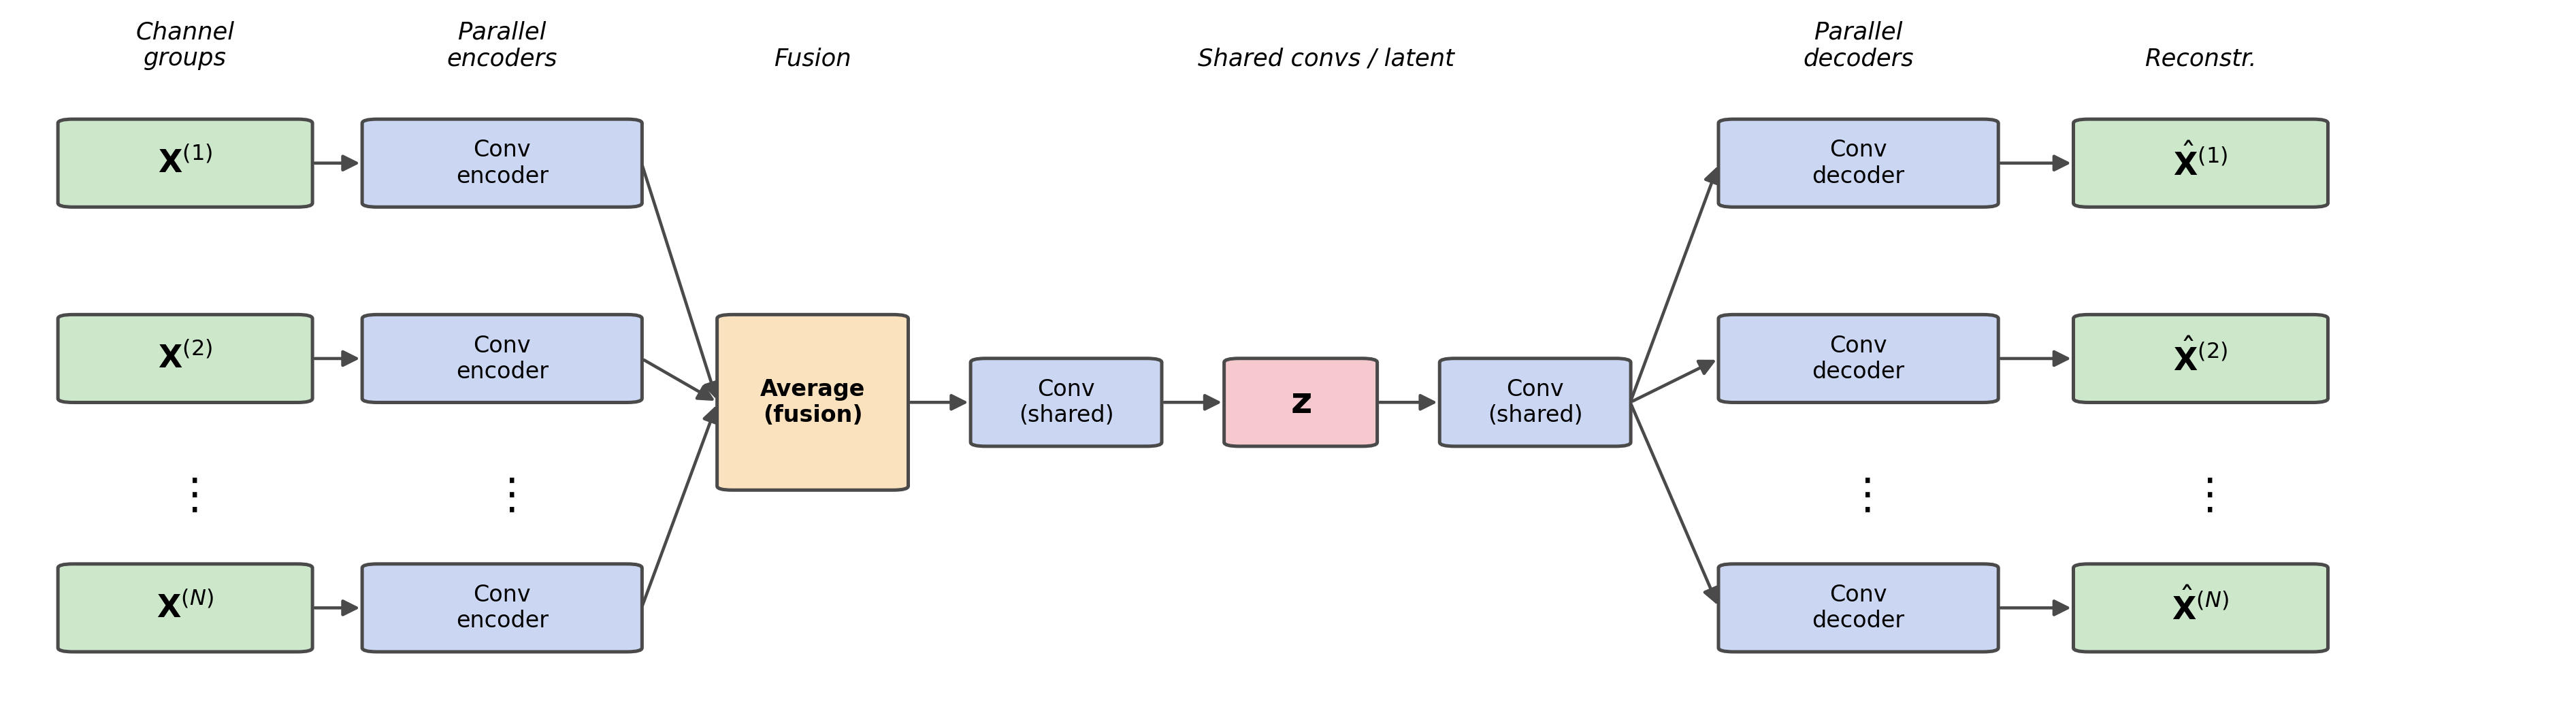 Channel
groups
Parallel
encoders
Fusion
Shared convs / latent
Parallel
decoders
Reconstr.
X^(1)
Conv
encoder
Conv
decoder
X̂^(1)
X^(2)
Conv
encoder
Conv
decoder
X̂^(2)
Average
(fusion)
Conv
(shared)
z
Conv
(shared)
⋮
⋮
⋮
⋮
X^(N)
Conv
encoder
Conv
decoder
X̂^(N)